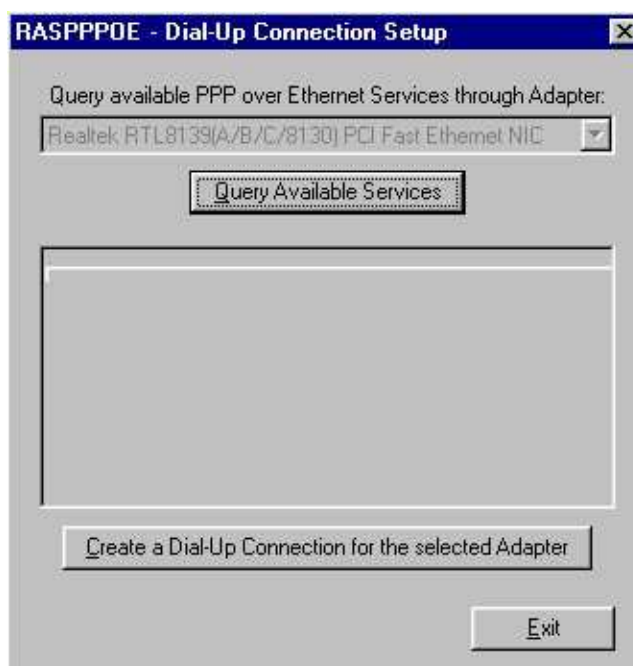 RASPPPOE - Dial-Up Connection Setup
Query available PPP over Ethernet Services through Adapter:
Realtek RTL8139(A/B/C/8130) PCI Fast Ethernet NIC
Query Available Services
Create a Dial-Up Connection for the selected Adapter
Exit